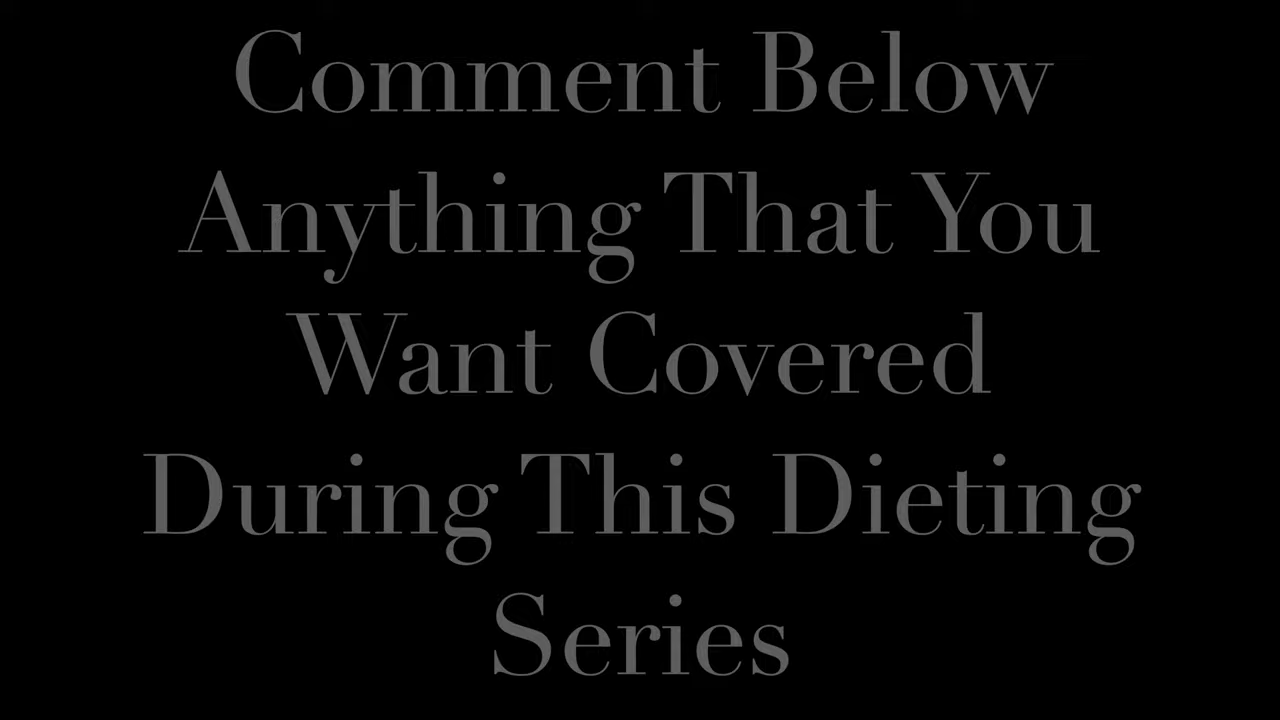 Comment Below
Anything That You
Want Covered
During This Dieting
Series